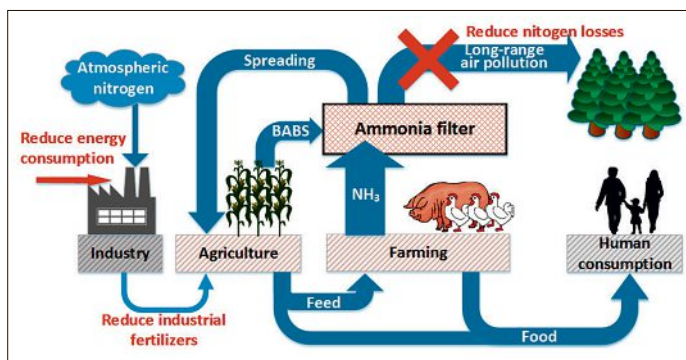 Reduce nitogen losses
Atmospheric
nitrogen
Spreading
Long-range
air pollution
BABS
Ammonia filter
Reduce energy
consumption
NH₃
Industry
Agriculture
Farming
Human
consumption
Feed
Reduce industrial
fertilizers
Food